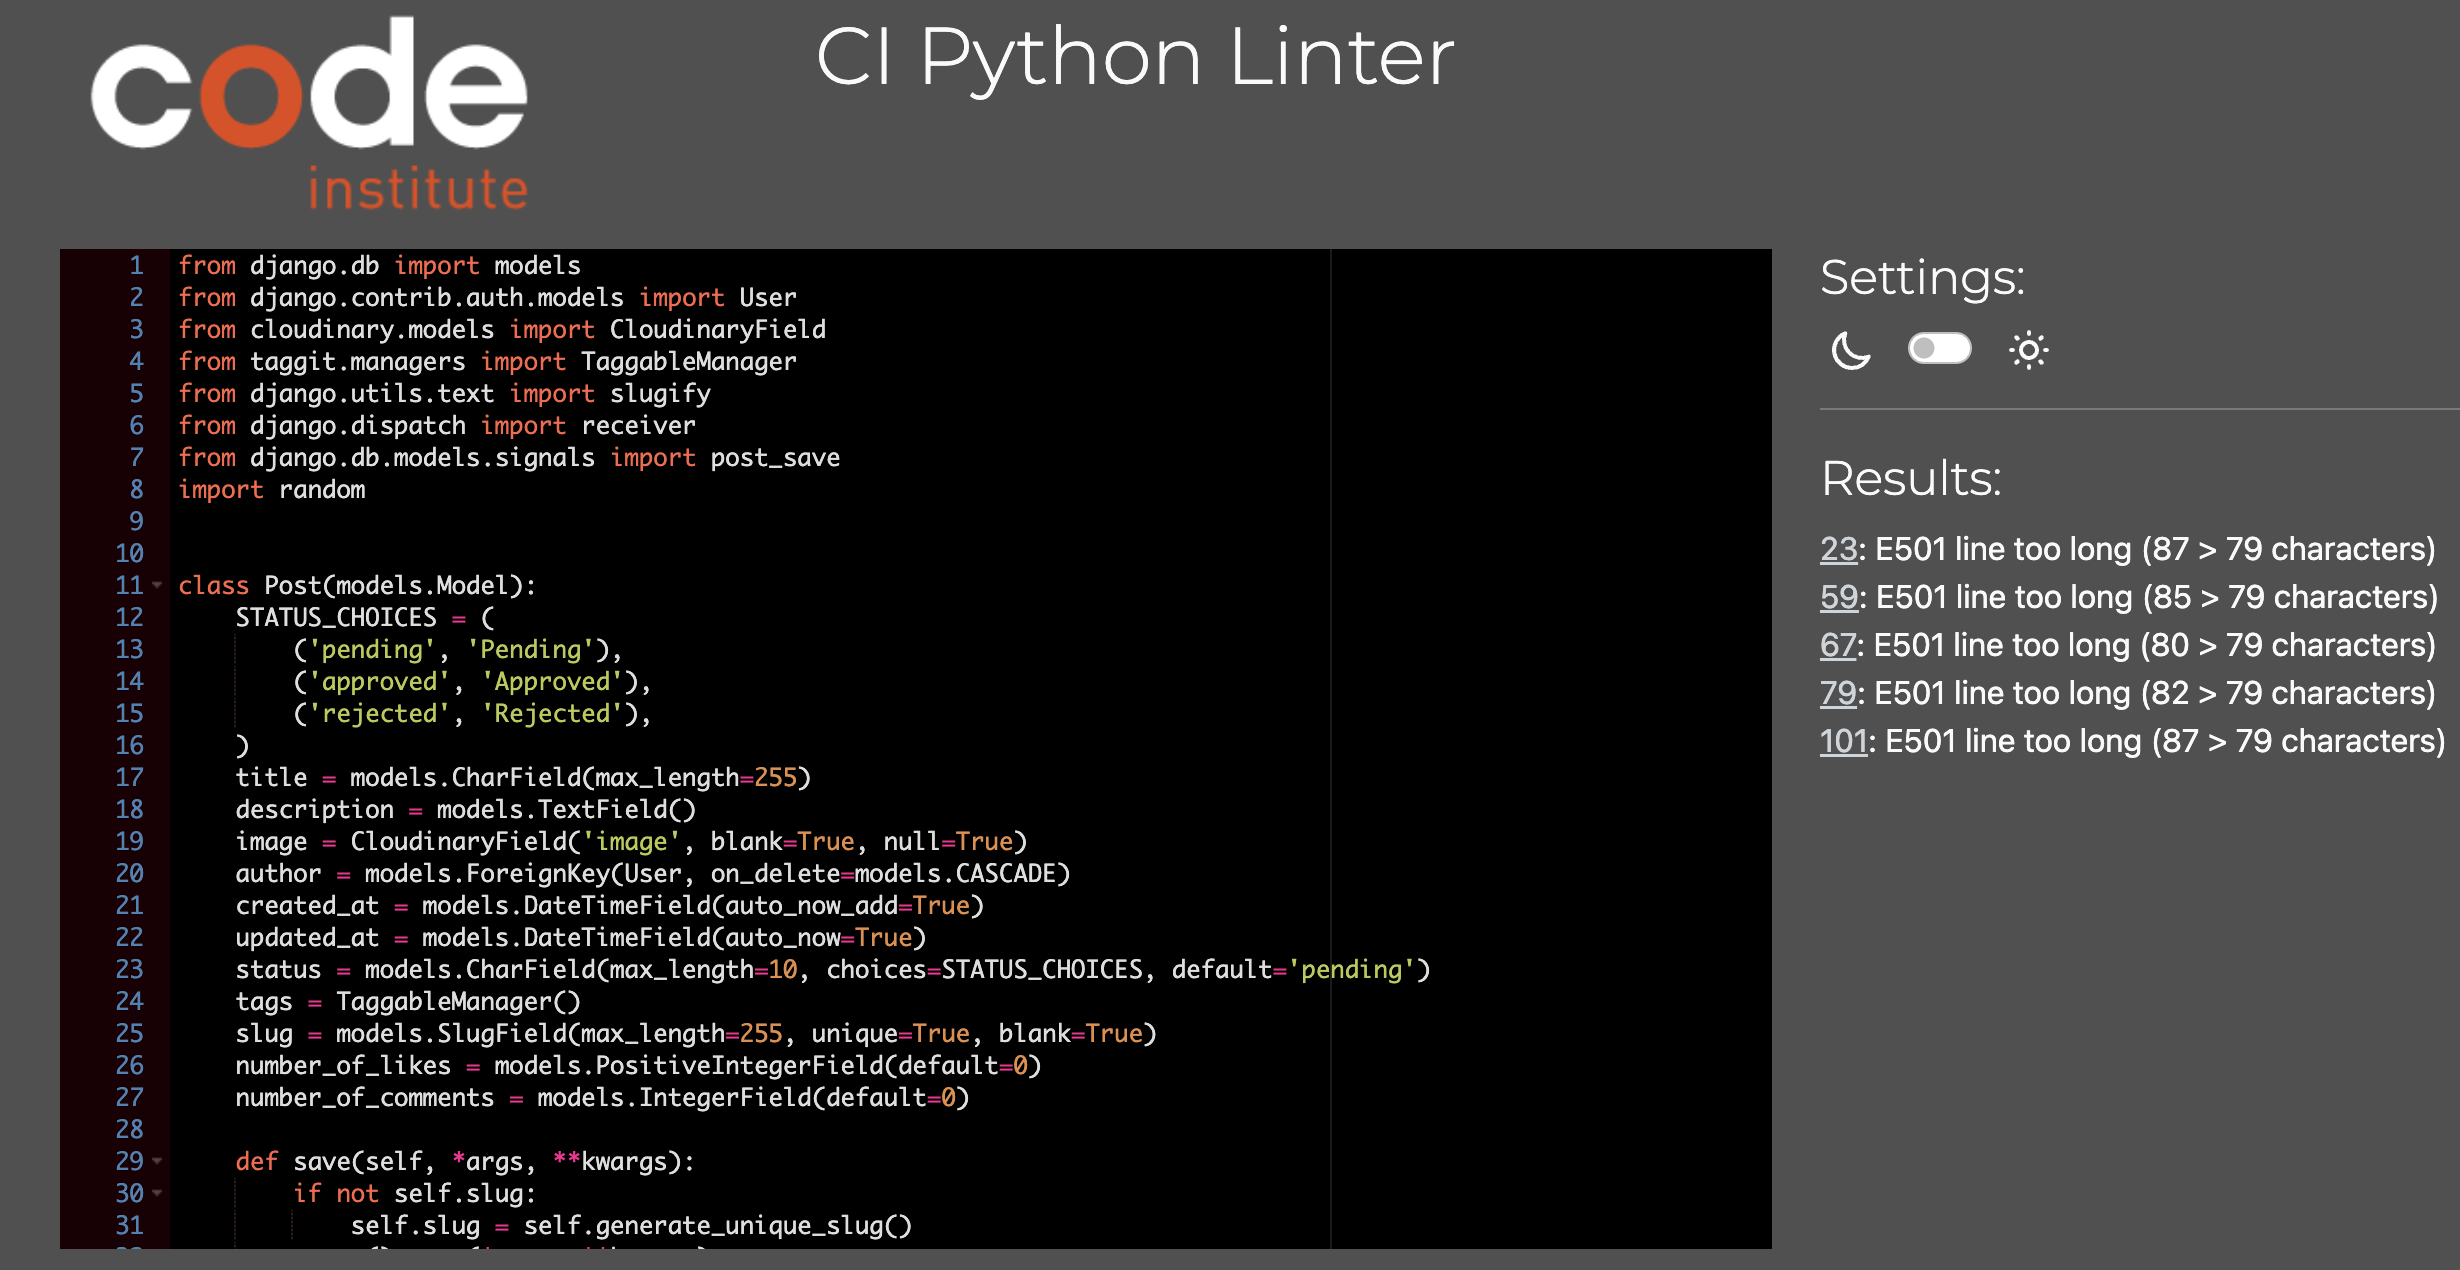 code
institute
CI Python Linter
1 from django.db import models
2 from django.contrib.auth.models import User
3 from cloudinary.models import CloudinaryField
4 from taggit.managers import TaggableManager
5 from django.utils.text import slugify
6 from django.dispatch import receiver
7 from django.db.models.signals import post_save
8 import random
9
10
11 class Post(models.Model):
12     STATUS_CHOICES = (
13         ('pending', 'Pending'),
14         ('approved', 'Approved'),
15         ('rejected', 'Rejected'),
16     )
17     title = models.CharField(max_length=255)
18     description = models.TextField()
19     image = CloudinaryField('image', blank=True, null=True)
20     author = models.ForeignKey(User, on_delete=models.CASCADE)
21     created_at = models.DateTimeField(auto_now_add=True)
22     updated_at = models.DateTimeField(auto_now=True)
23     status = models.CharField(max_length=10, choices=STATUS_CHOICES, default='pending')
24     tags = TaggableManager()
25     slug = models.SlugField(max_length=255, unique=True, blank=True)
26     number_of_likes = models.PositiveIntegerField(default=0)
27     number_of_comments = models.IntegerField(default=0)
28
29     def save(self, *args, **kwargs):
30         if not self.slug:
31             self.slug = self.generate_unique_slug()
Settings:
Results:
23: E501 line too long (87 > 79 characters)
59: E501 line too long (85 > 79 characters)
67: E501 line too long (80 > 79 characters)
79: E501 line too long (82 > 79 characters)
101: E501 line too long (87 > 79 characters)